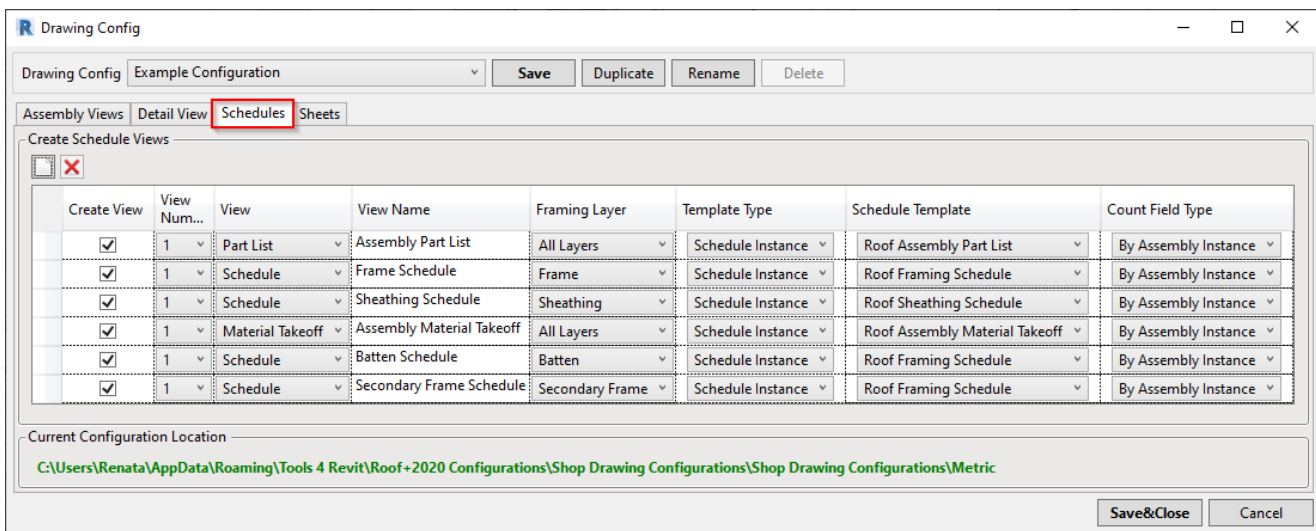 Drawing Config
Drawing Config Example Configuration Save Duplicate Rename Delete
Assembly Views Detail View Schedules Sheets
Create Schedule Views
Create View View Num... View View Name Framing Layer Template Type Schedule Template Count Field Type
1 Part List Assembly Part List All Layers Schedule Instance Roof Assembly Part List By Assembly Instance
1 Schedule Frame Schedule Frame Schedule Instance Roof Framing Schedule By Assembly Instance
1 Schedule Sheathing Schedule Sheathing Schedule Instance Roof Sheathing Schedule By Assembly Instance
1 Material Takeoff Assembly Material Takeoff All Layers Schedule Instance Roof Assembly Material Takeoff By Assembly Instance
1 Schedule Batten Schedule Batten Schedule Instance Roof Framing Schedule By Assembly Instance
1 Schedule Secondary Frame Schedule Secondary Frame Schedule Instance Roof Framing Schedule By Assembly Instance
Current Configuration Location
C:\Users\Renata\AppData\Roaming\Tools 4 Revit\Roof+2020 Configurations\Shop Drawing Configurations\Shop Drawing Configurations\Metric
Save&Close Cancel